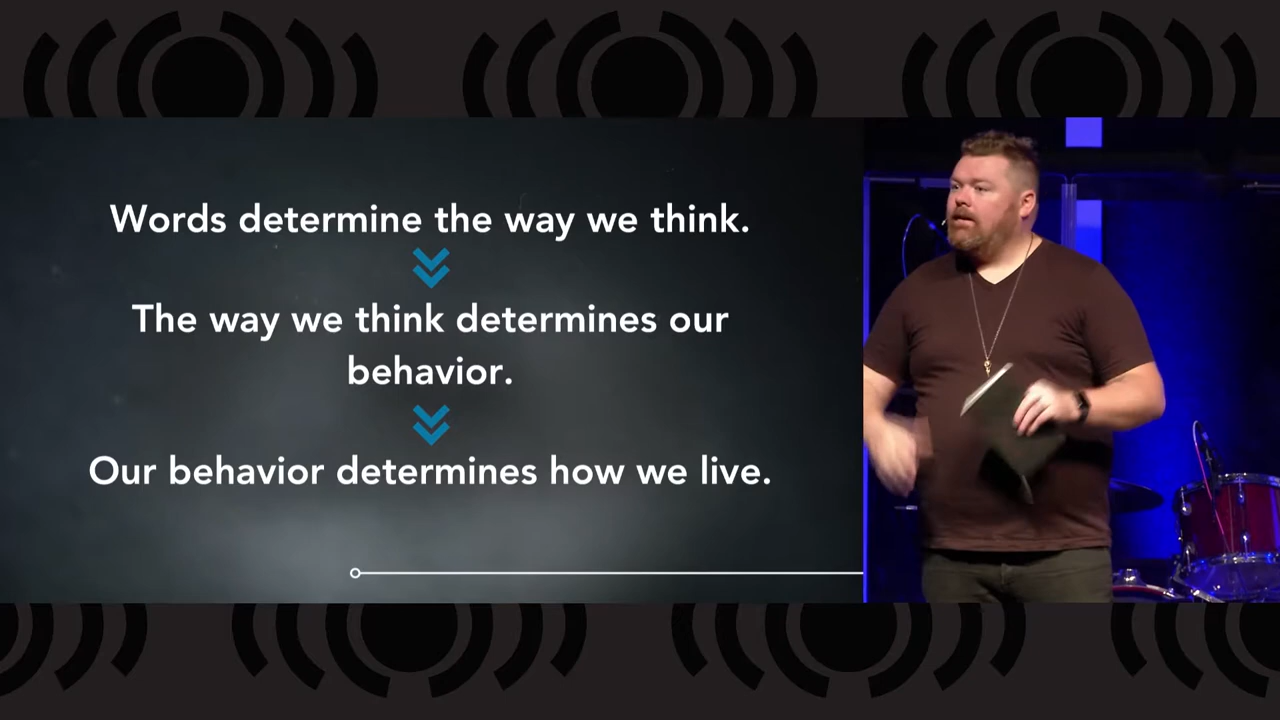 Words determine the way we think.
The way we think determines our
behavior.
Our behavior determines how we live.